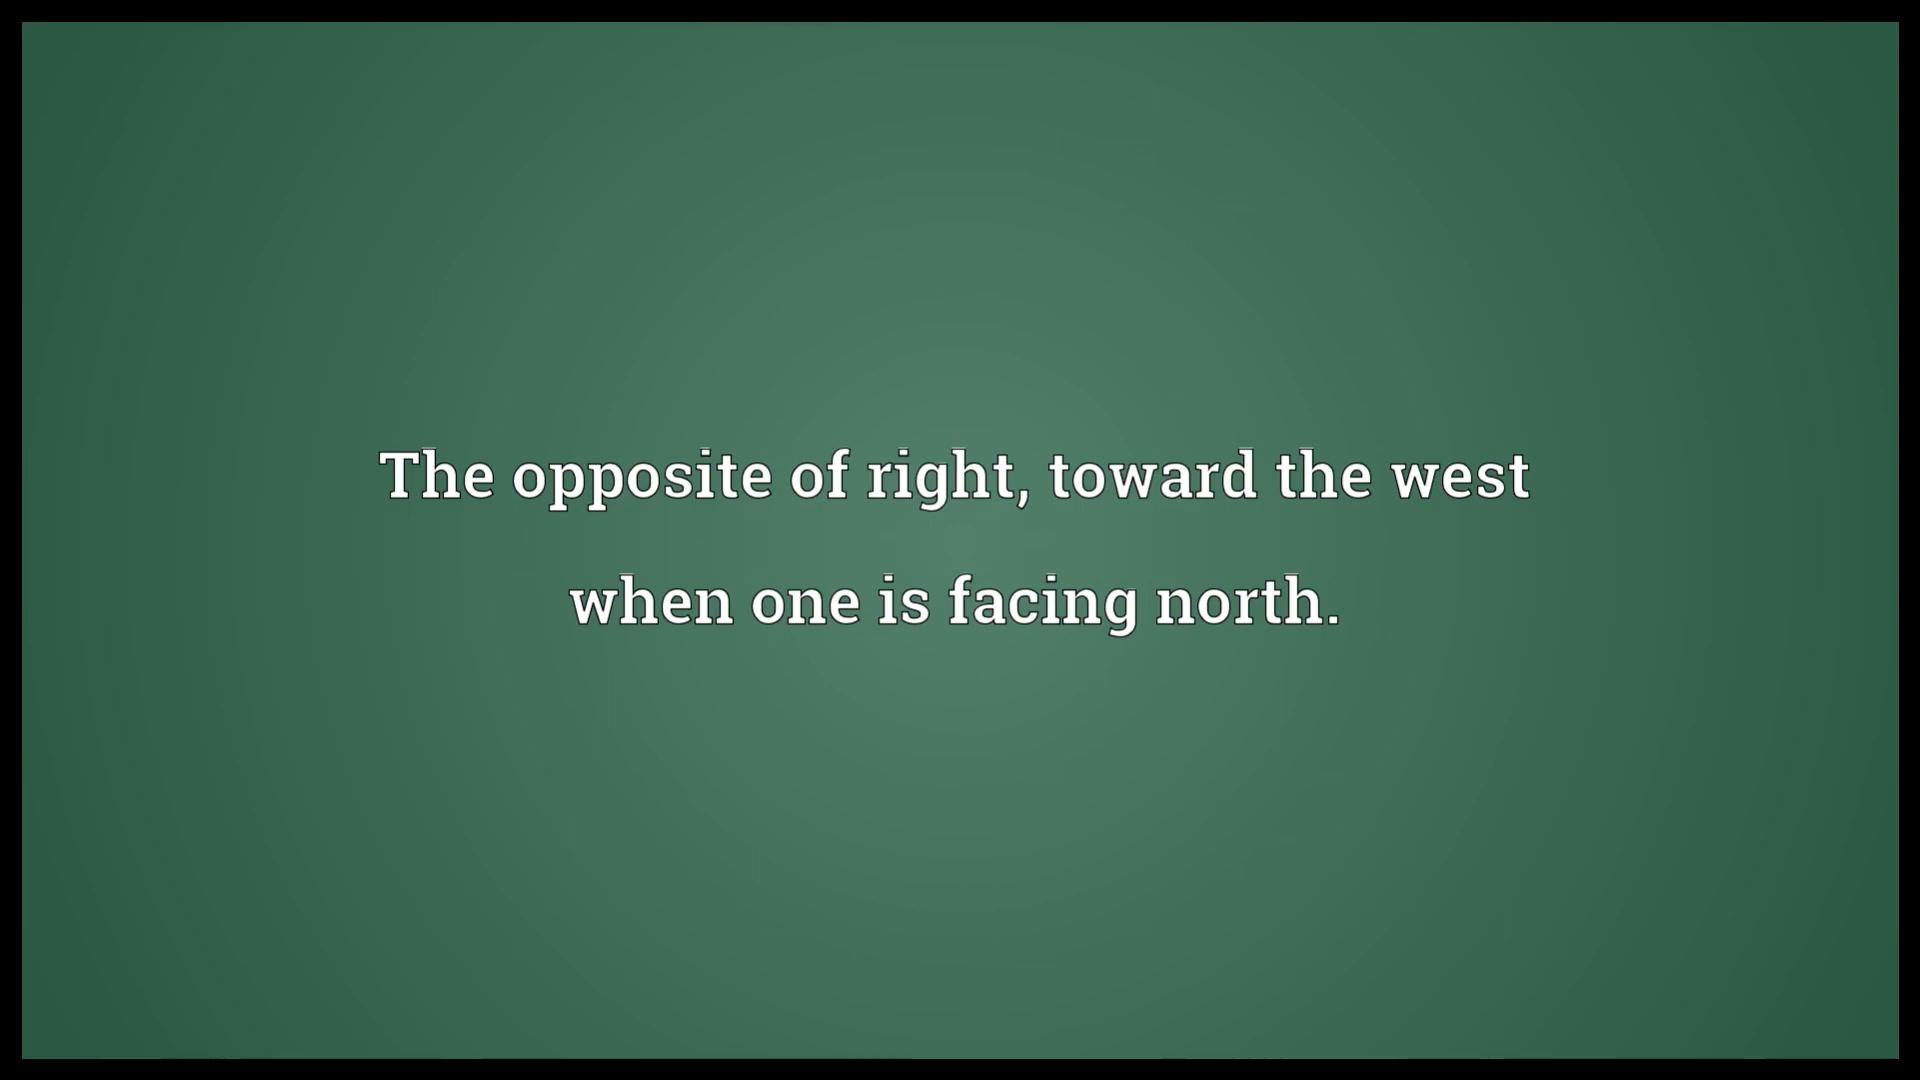 The opposite of right, toward the west
when one is facing north.